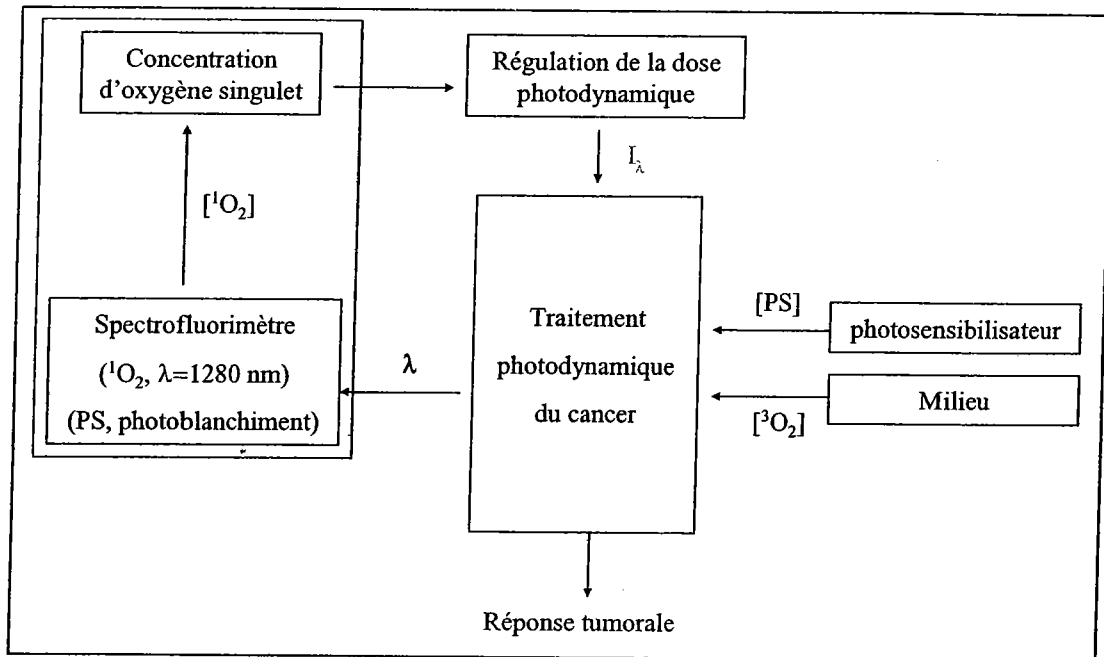 Concentration
d'oxygène singulet
Régulation de la dose
photodynamique
I_λ
[¹O₂]
Spectrofluorimètre
(¹O₂, λ=1280 nm)
(PS, photoblanchiment)
λ
Traitement
photodynamique
du cancer
[PS]
photosensibilisateur
Milieu
[³O₂]
Réponse tumorale